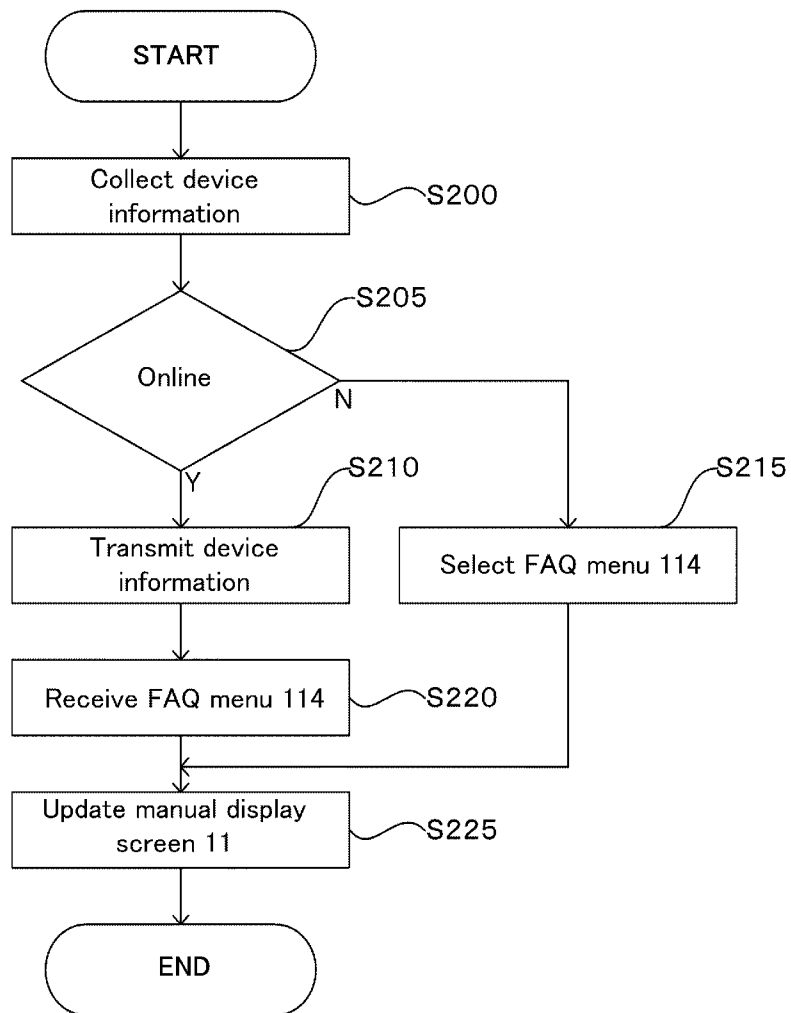 START
Collect device
information
S200
S205
Online
N
Y
S210
S215
Transmit device
information
Select FAQ menu 114
Receive FAQ menu 114
S220
Update manual display
screen 11
S225
END